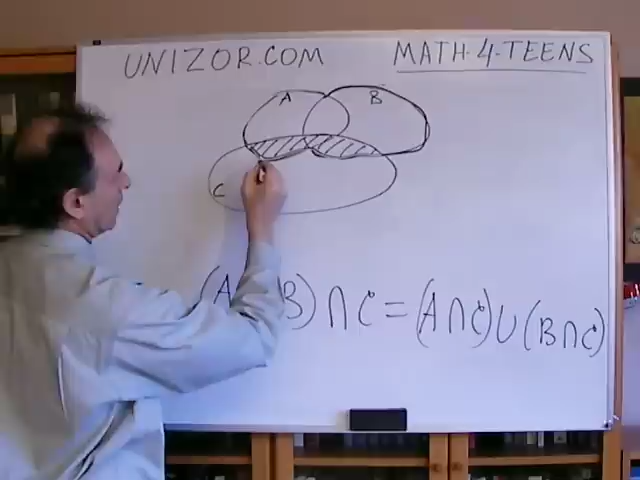 UNIZOR.COM MATH-4-TEENS
A B
C
(A B) ∩ C = (A ∩ C) ∪ (B ∩ C)